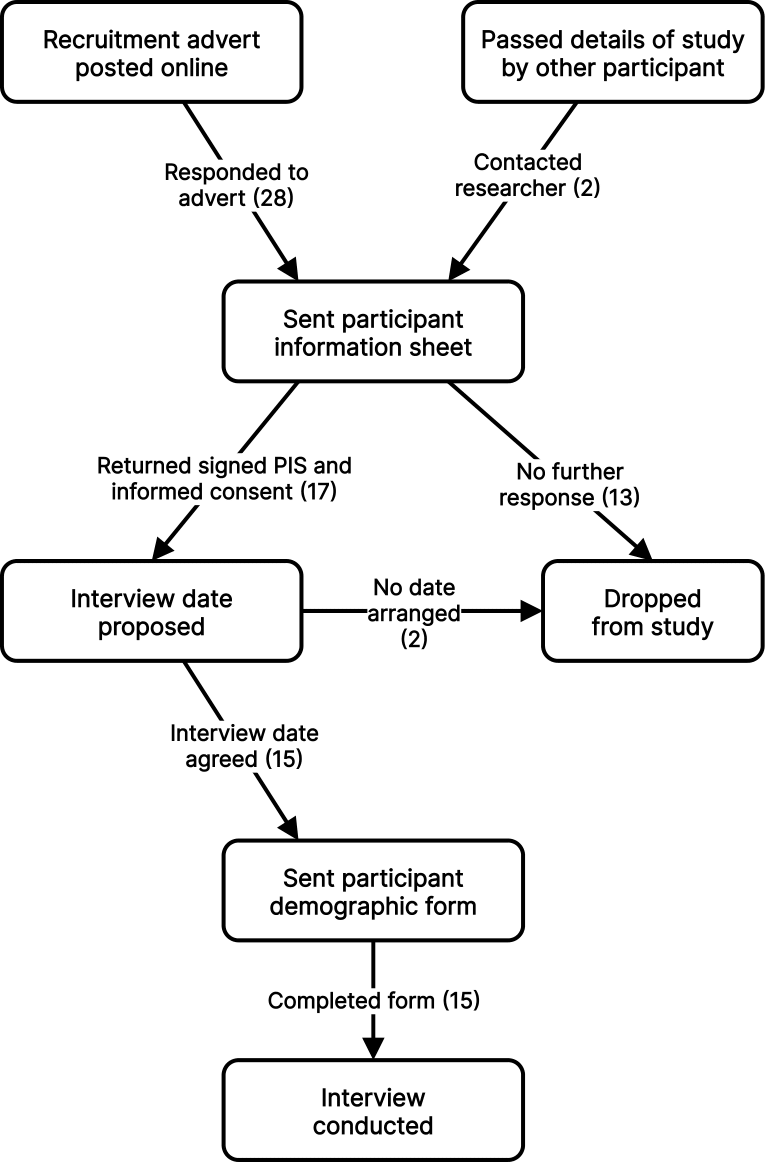 Recruitment advert
posted online
Passed details of study
by other participant
Responded to
advert (28)
Contacted
researcher (2)
Sent participant
information sheet
Returned signed PIS and
informed consent (17)
No further
response (13)
Interview date
proposed
No date
arranged
(2)
Dropped
from study
Interview date
agreed (15)
Sent participant
demographic form
Completed form (15)
Interview
conducted